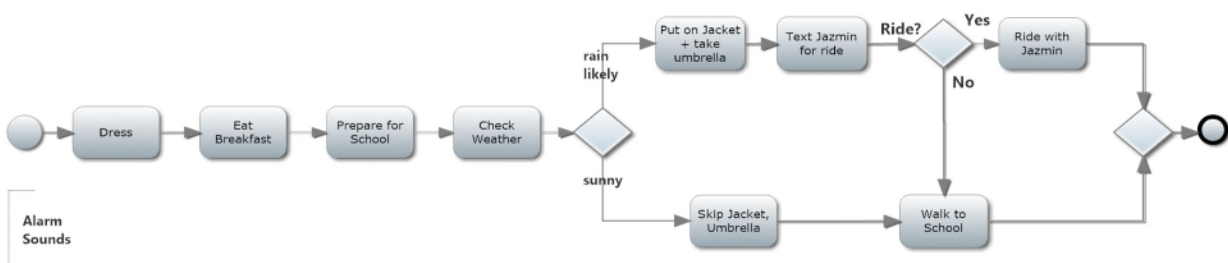 Dress
Eat
Breakfast
Prepare for
School
Check
Weather
rain
likely
Put on Jacket
+ take
umbrella
Text Jazmin
for ride
Ride?
Yes
Ride with
Jazmin
No
sunny
Skip Jacket,
Umbrella
Walk to
School
Alarm
Sounds